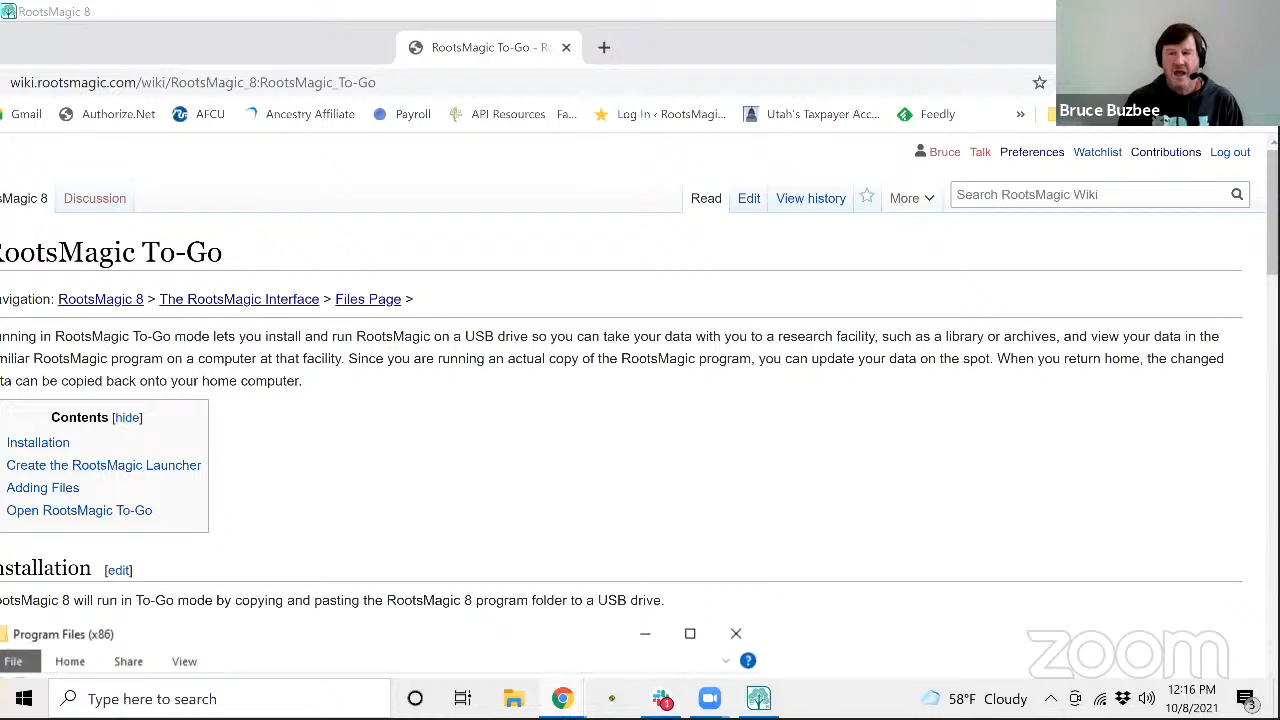 RootsMagic 8
RootsMagic To-Go - Ro
wiki.rootsmagic.com/wiki/RootsMagic_8:RootsMagic_To-Go
Gmail Authorize.Net AFCU Ancestry Affiliate Payroll API Resources Fa... Log In ‹ RootsMagi... Utah's Taxpayer Acc... Feedly »
Bruce Buzbee
Bruce Talk Preferences Watchlist Contributions Log out
sMagic 8 Discussion Read Edit View history More Search RootsMagic Wiki
RootsMagic To-Go
avigation: RootsMagic 8 > The RootsMagic Interface > Files Page >
nning in RootsMagic To-Go mode lets you install and run RootsMagic on a USB drive so you can take your data with you to a research facility, such as a library or archives, and view your data in the
miliar RootsMagic program on a computer at that facility. Since you are running an actual copy of the RootsMagic program, you can update your data on the spot. When you return home, the changed
ta can be copied back onto your home computer.
Contents [hide]
Installation
Create the RootsMagic Launcher
Adding Files
Open RootsMagic To-Go
nstallation [edit]
ootsMagic 8 will run in To-Go mode by copying and pasting the RootsMagic 8 program folder to a USB drive.
Program Files (x86)
File Home Share View
zoom
Type here to search 1 58°F Cloudy 12:16 PM
10/8/2021 3